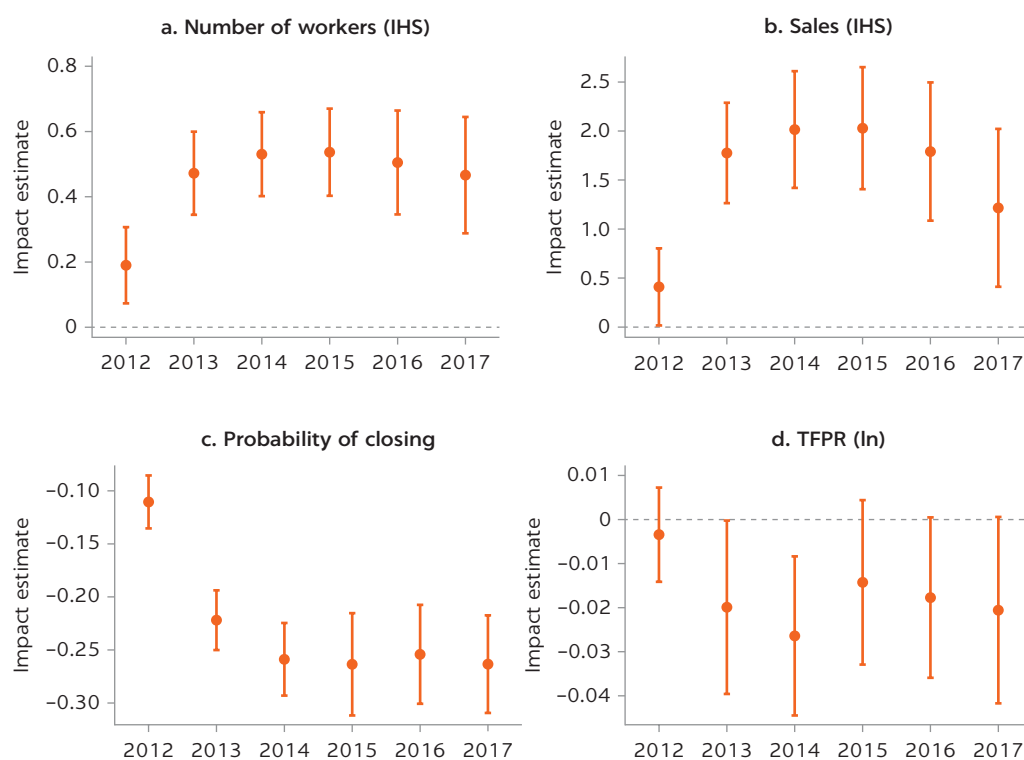 a. Number of workers (IHS)
Impact estimate
0.8
0.6
0.4
0.2
0
2012 2013 2014 2015 2016 2017
b. Sales (IHS)
Impact estimate
2.5
2.0
1.5
1.0
0.5
0
2012 2013 2014 2015 2016 2017
c. Probability of closing
Impact estimate
−0.10
−0.15
−0.20
−0.25
−0.30
2012 2013 2014 2015 2016 2017
d. TFPR (ln)
Impact estimate
0.01
0
−0.01
−0.02
−0.03
−0.04
2012 2013 2014 2015 2016 2017